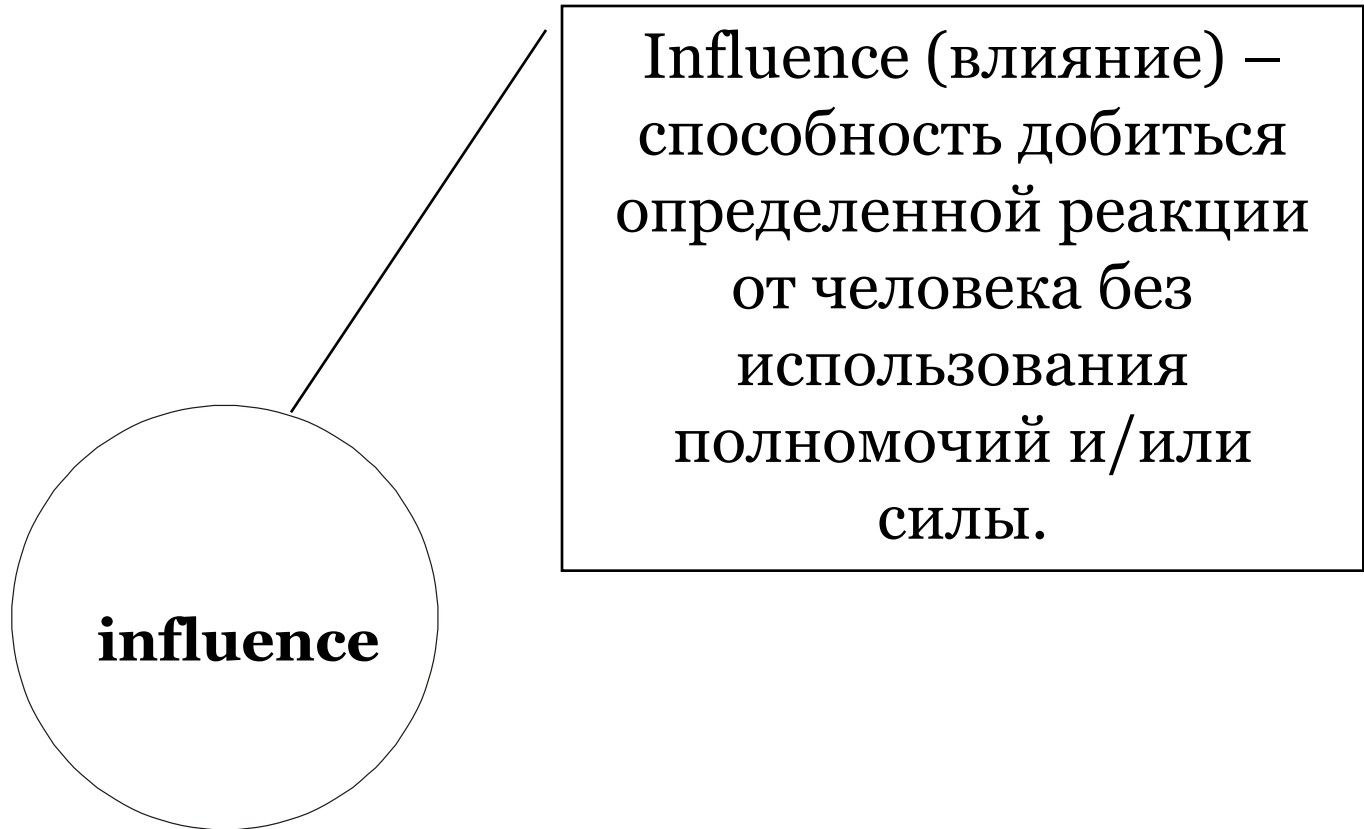 Influence (влияние) –
способность добиться
определенной реакции
от человека без
использования
полномочий и/или
силы.
influence